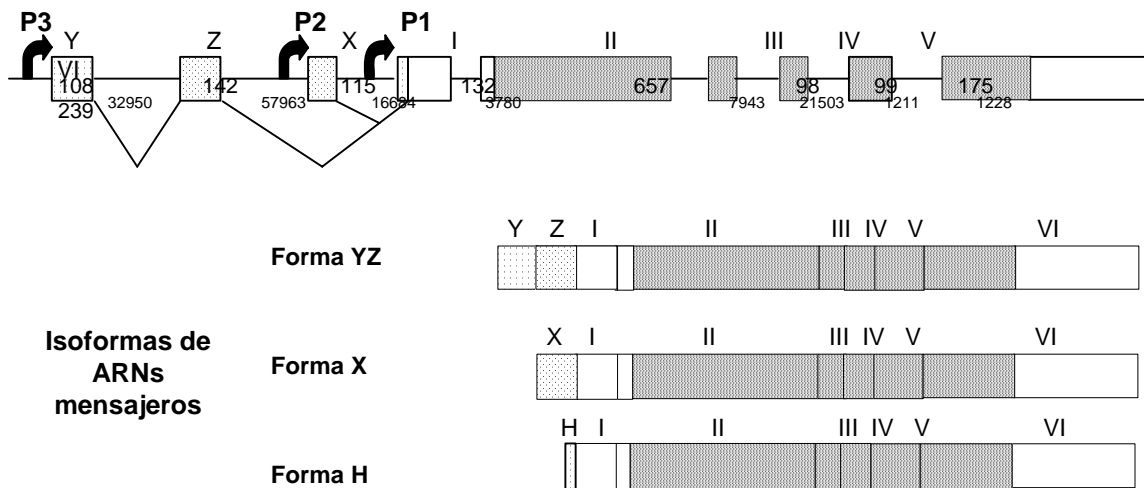 P3 P2 P1
Y Z X I II III IV V
VI
108 142 115 132 657 98 99 175
32950 57963 16684 3780 7943 21503 1211 1228
239
Y Z I II III IV V VI
Forma YZ
Isoformas de
ARNs
mensajeros
X I II III IV V VI
Forma X
H I II III IV V VI
Forma H